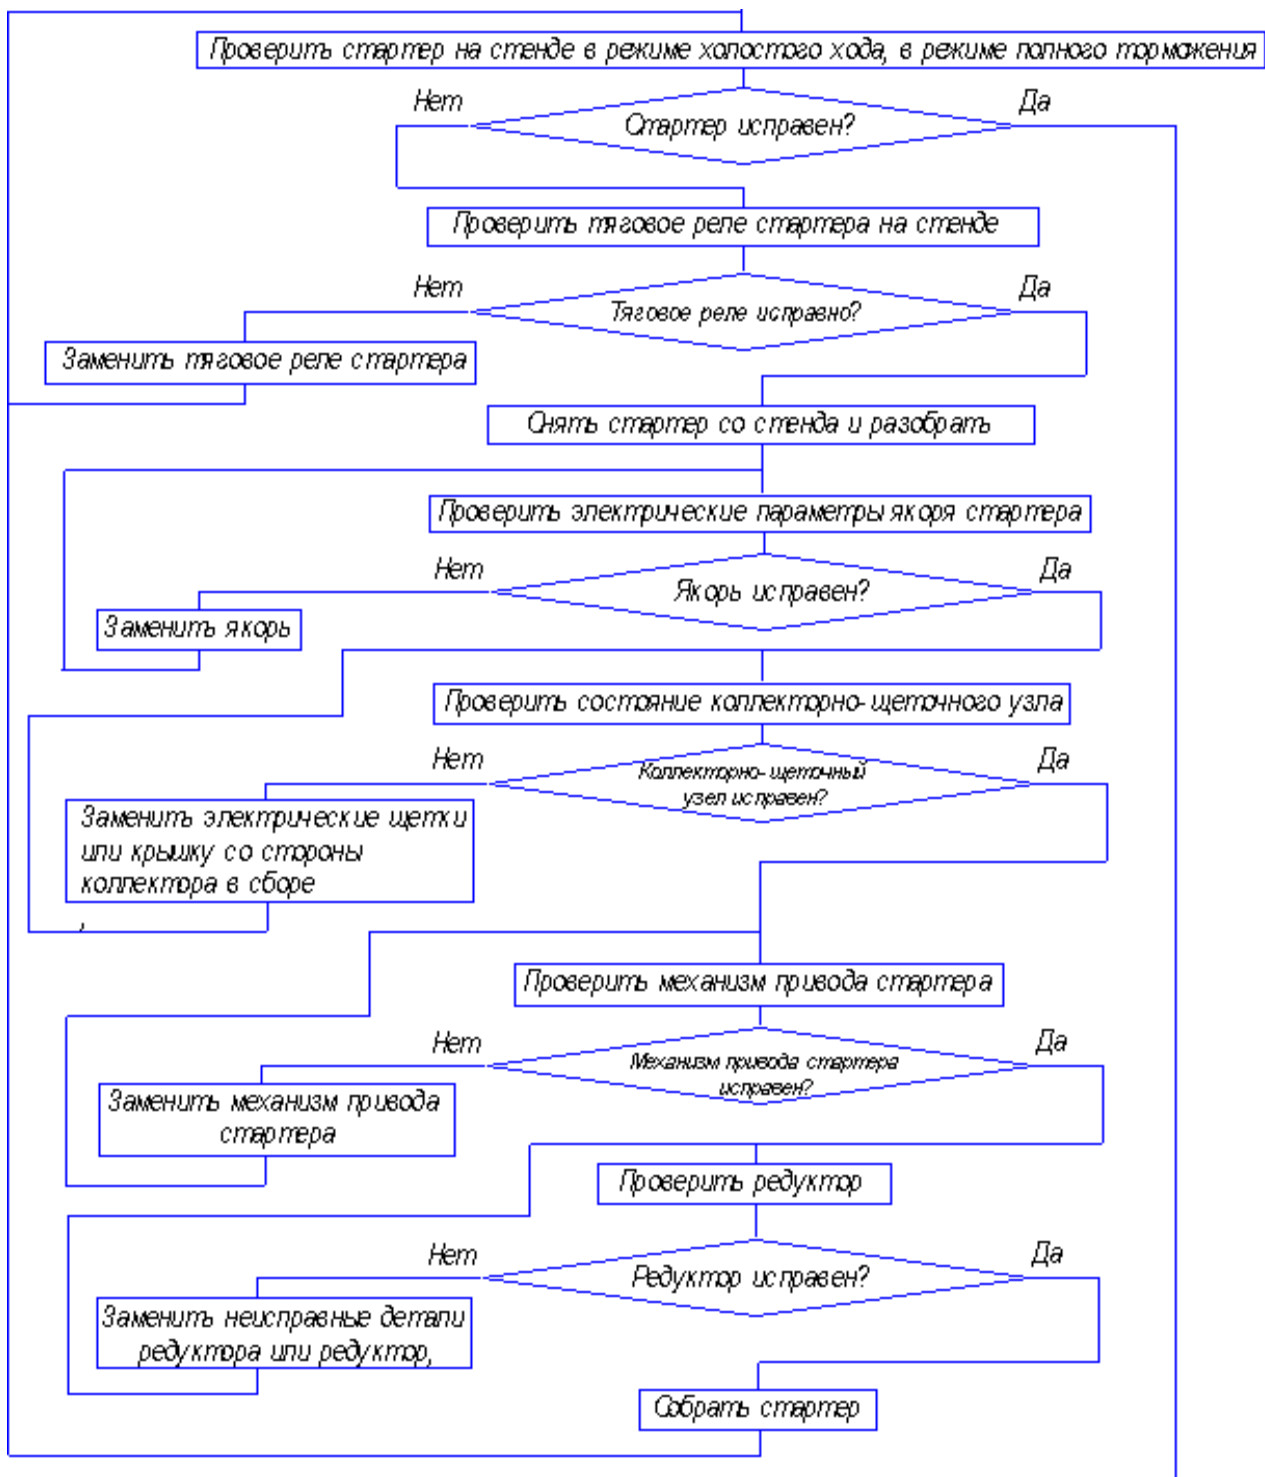 Проверить стартер на стенде в режиме холостого хода, в режиме полного торможения
Нет
Да
Стартер исправен?
Проверить тяговое реле стартера на стенде
Нет
Да
Тяговое реле исправно?
Заменить тяговое реле стартера
Снять стартер со стенда и разобрать
Проверить электрические параметры якоря стартера
Нет
Да
Якорь исправен?
Заменить якорь
Проверить состояние коллекторно-щеточного узла
Нет
Да
Коллекторно-щеточный
узел исправен?
Заменить электрические щетки
или крышку со стороны
коллектора в сборе
,
Проверить механизм привода стартера
Нет
Да
Механизм привода стартера
исправен?
Заменить механизм привода
стартера
Проверить редуктор
Нет
Да
Редуктор исправен?
Заменить неисправные детали
редуктора или редуктор,
Собрать стартер